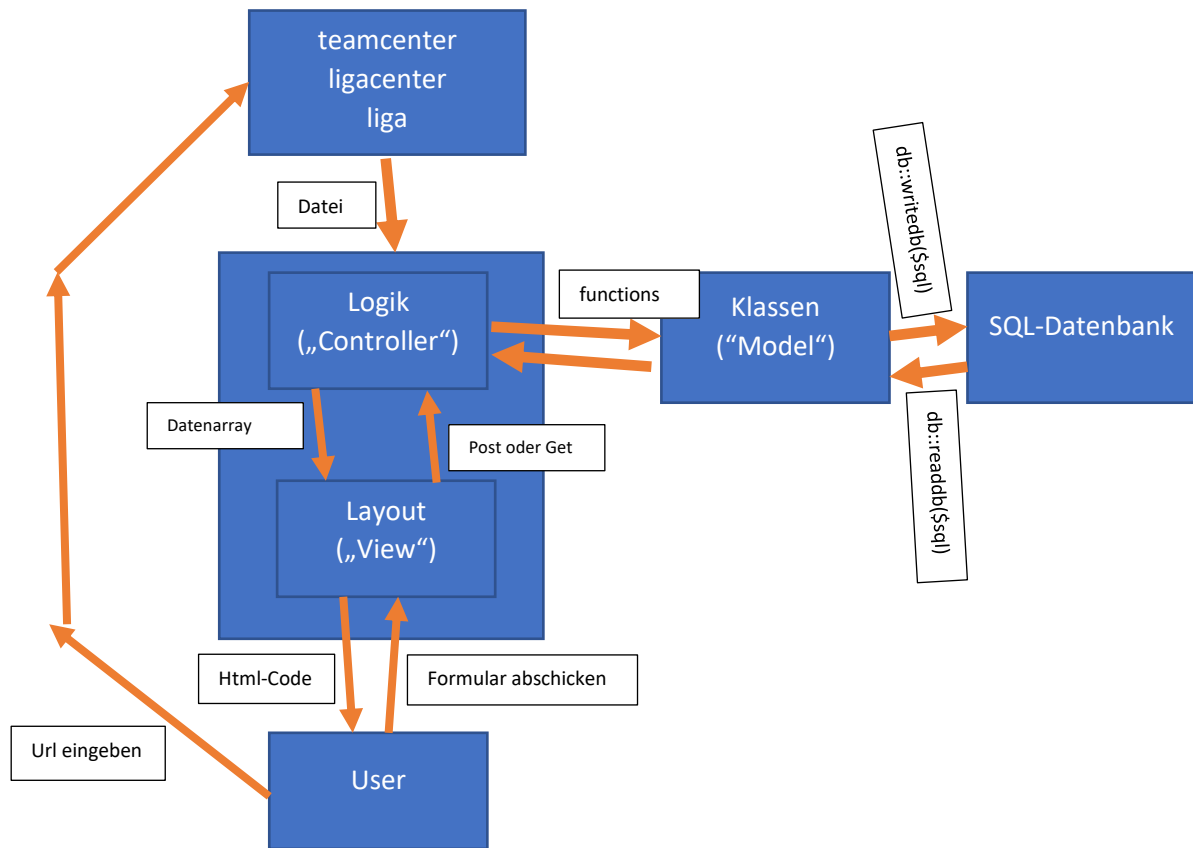 teamcenter
ligacenter
liga
Datei
Logik
(„Controller“)
functions
Klassen
(“Model“)
db::writedb($sql)
SQL-Datenbank
db::readdb($sql)
Datenarray
Post oder Get
Layout
(„View“)
Html-Code
Formular abschicken
Url eingeben
User